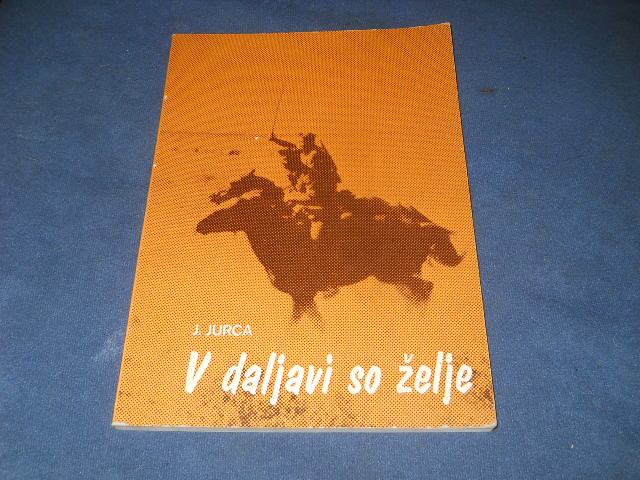 J. JURCA
V daljavi so želje